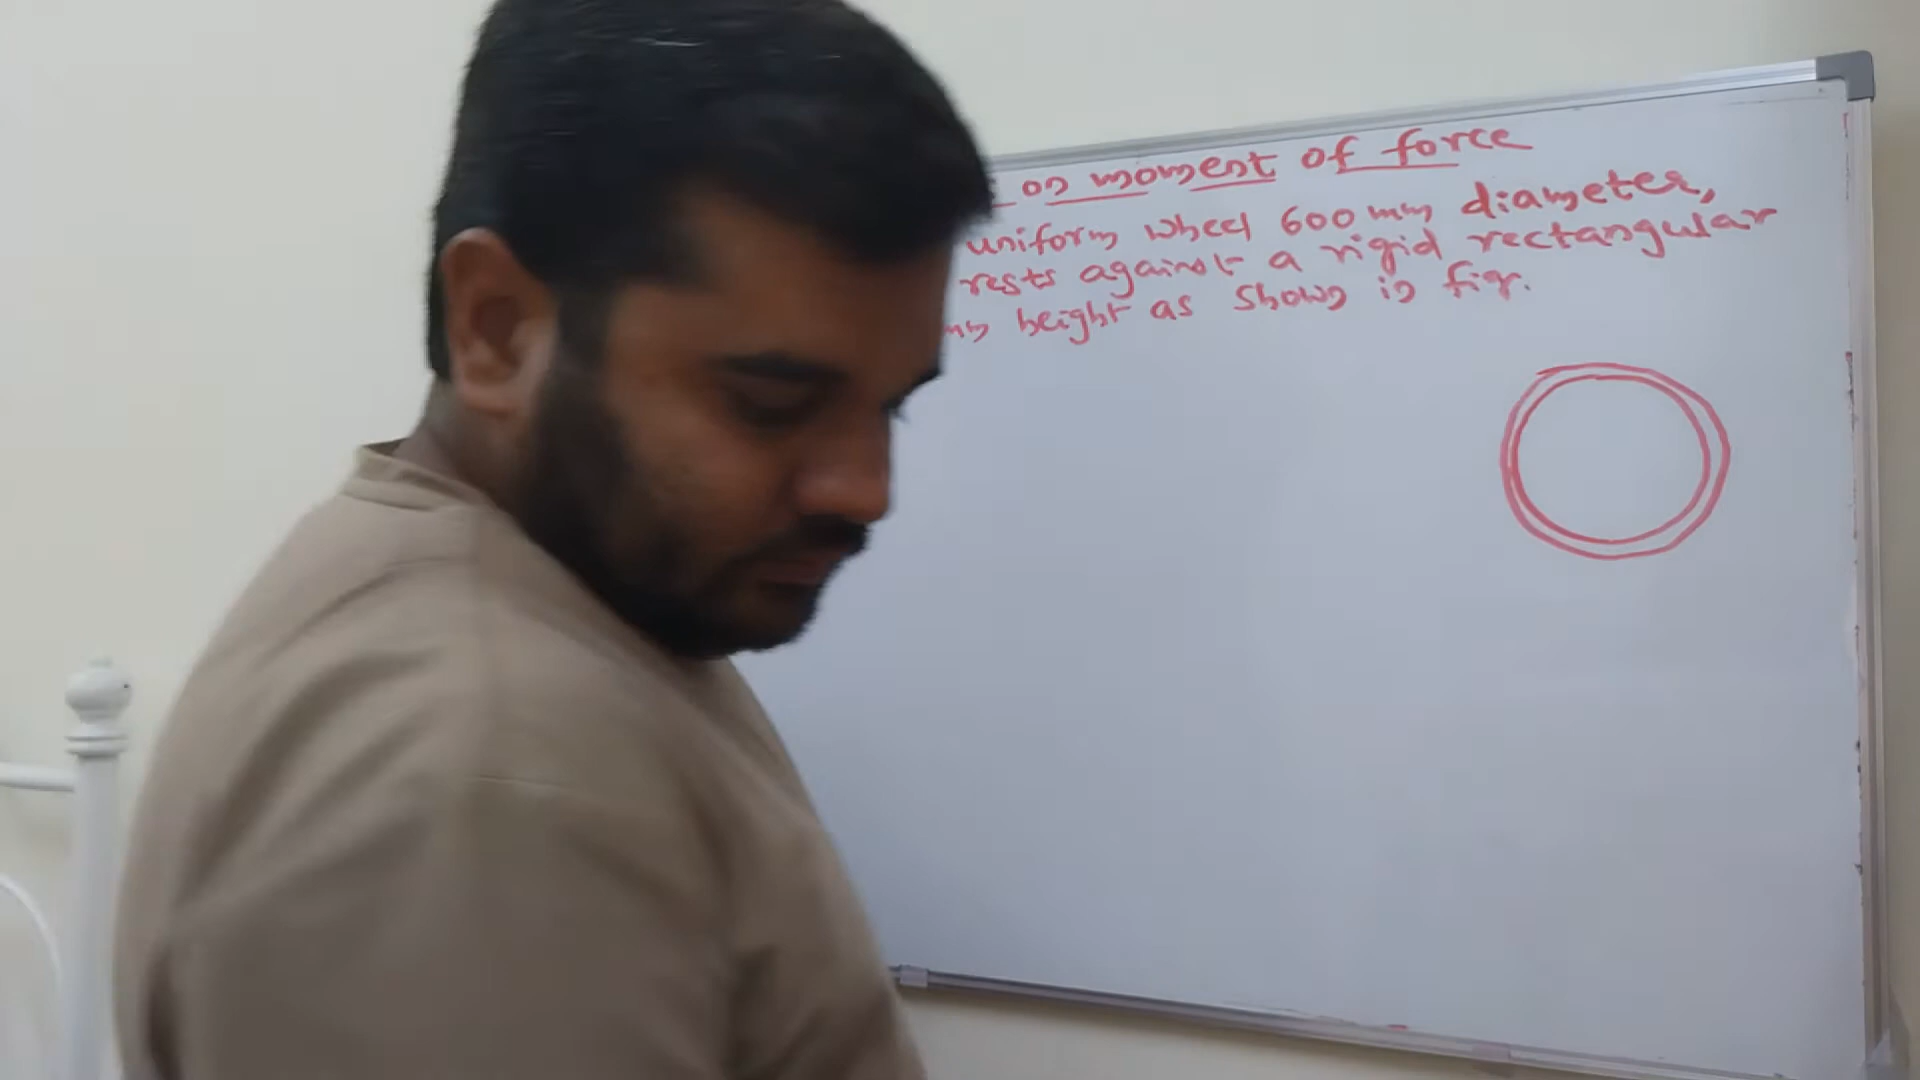 on moment of force
uniform wheel 600 mm diameter,
rests against a rigid rectangular
height as shown in fig.